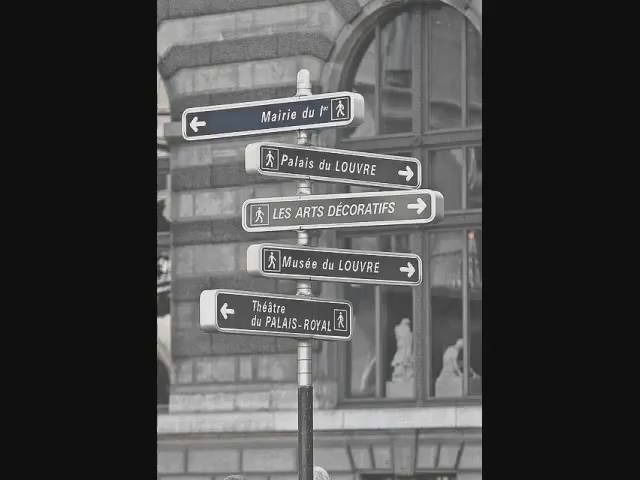 Mairie du 1er
Palais du LOUVRE
LES ARTS DÉCORATIFS
Musée du LOUVRE
Théâtre
du PALAIS-ROYAL